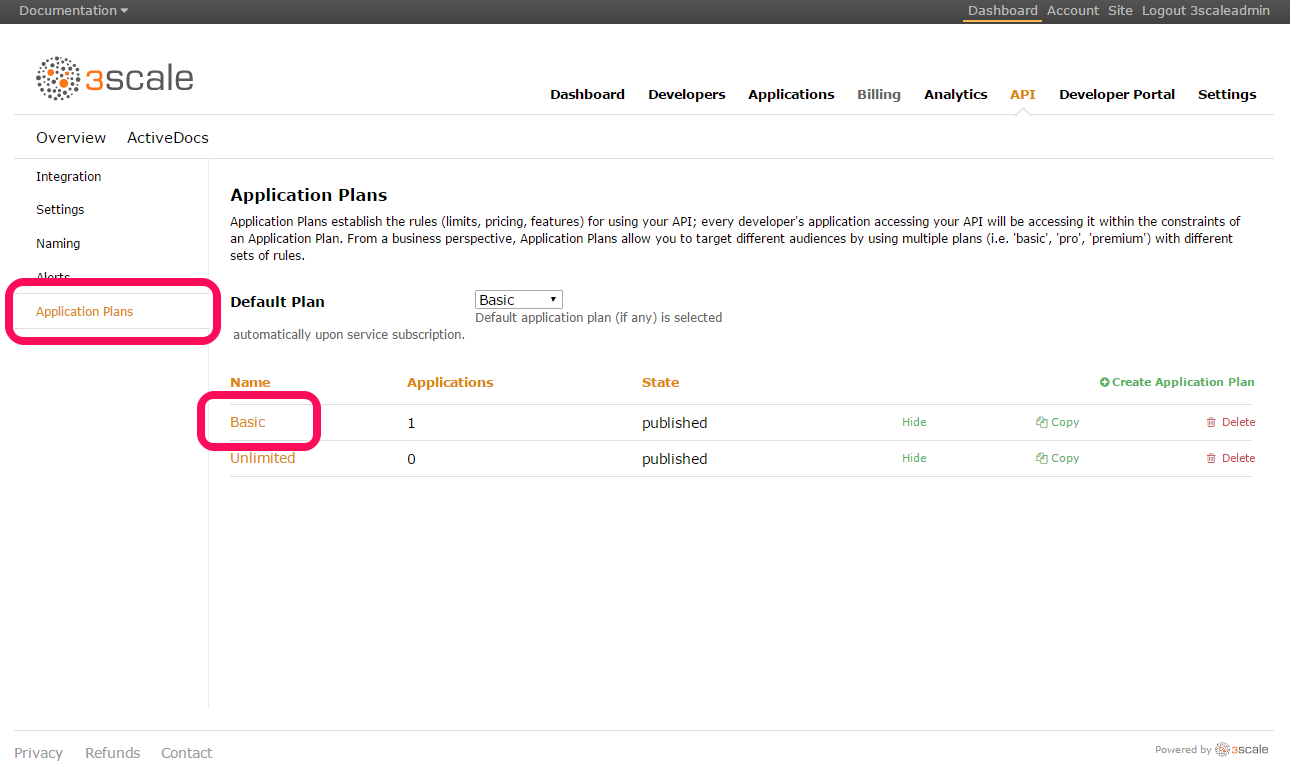 Documentation
Dashboard Account Site Logout 3scaleadmin
3scale
Dashboard Developers Applications Billing Analytics API Developer Portal Settings
Overview ActiveDocs
Integration
Settings
Naming
Alerts
Application Plans
Application Plans
Application Plans establish the rules (limits, pricing, features) for using your API; every developer's application accessing your API will be accessing it within the constraints of
an Application Plan. From a business perspective, Application Plans allow you to target different audiences by using multiple plans (i.e. 'basic', 'pro', 'premium') with different
sets of rules.
Default Plan Basic
Default application plan (if any) is selected
automatically upon service subscription.
Name Applications State Create Application Plan
Basic 1 published Hide Copy Delete
Unlimited 0 published Hide Copy Delete
Privacy Refunds Contact
Powered by 3scale